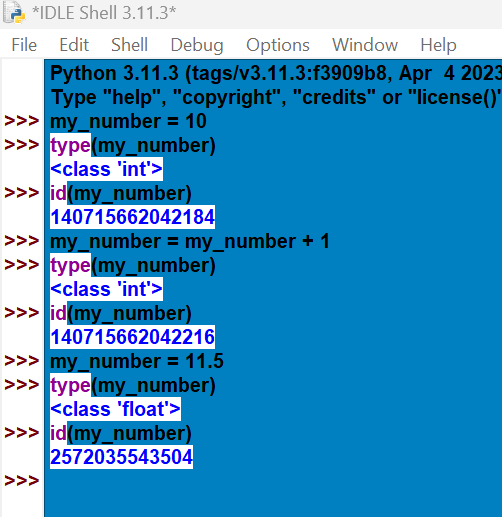 *IDLE Shell 3.11.3*
File Edit Shell Debug Options Window Help
Python 3.11.3 (tags/v3.11.3:f3909b8, Apr 4 2023
Type "help", "copyright", "credits" or "license()"
>>> my_number = 10
>>> type(my_number)
<class 'int'>
>>> id(my_number)
140715662042184
>>> my_number = my_number + 1
>>> type(my_number)
<class 'int'>
>>> id(my_number)
140715662042216
>>> my_number = 11.5
>>> type(my_number)
<class 'float'>
>>> id(my_number)
2572035543504
>>>